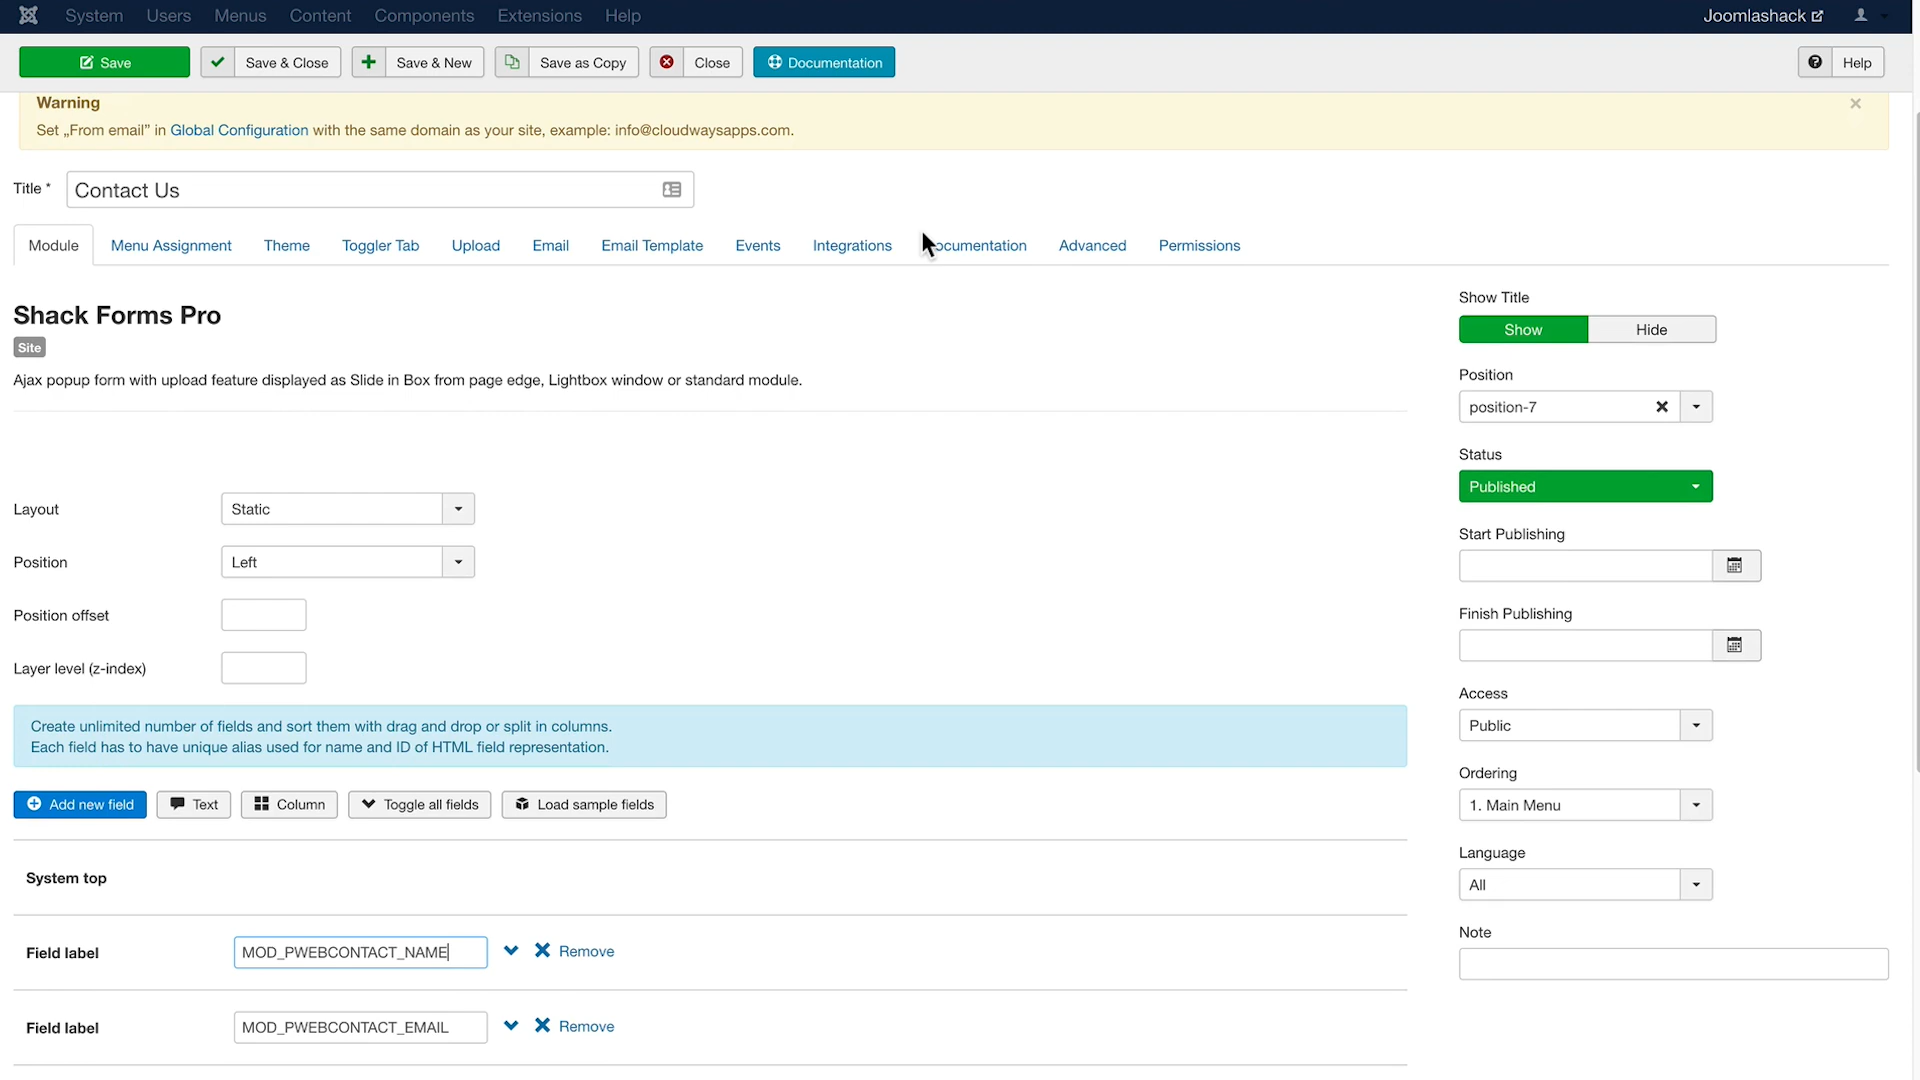 System Users Menus Content Components Extensions Help Joomlashack
Save Save & Close Save & New Save as Copy Close Documentation Help
Warning
Set „From email” in Global Configuration with the same domain as your site, example: info@cloudwaysapps.com.
Title * Contact Us
Module Menu Assignment Theme Toggler Tab Upload Email Email Template Events Integrations Documentation Advanced Permissions
Shack Forms Pro
Site
Ajax popup form with upload feature displayed as Slide in Box from page edge, Lightbox window or standard module.
Layout Static
Position Left
Position offset
Layer level (z-index)
Create unlimited number of fields and sort them with drag and drop or split in columns.
Each field has to have unique alias used for name and ID of HTML field representation.
Add new field Text Column Toggle all fields Load sample fields
System top
Field label MOD_PWEBCONTACT_NAME Remove
Field label MOD_PWEBCONTACT_EMAIL Remove
Show Title
Show Hide
Position
position-7
Status
Published
Start Publishing
Finish Publishing
Access
Public
Ordering
1. Main Menu
Language
All
Note